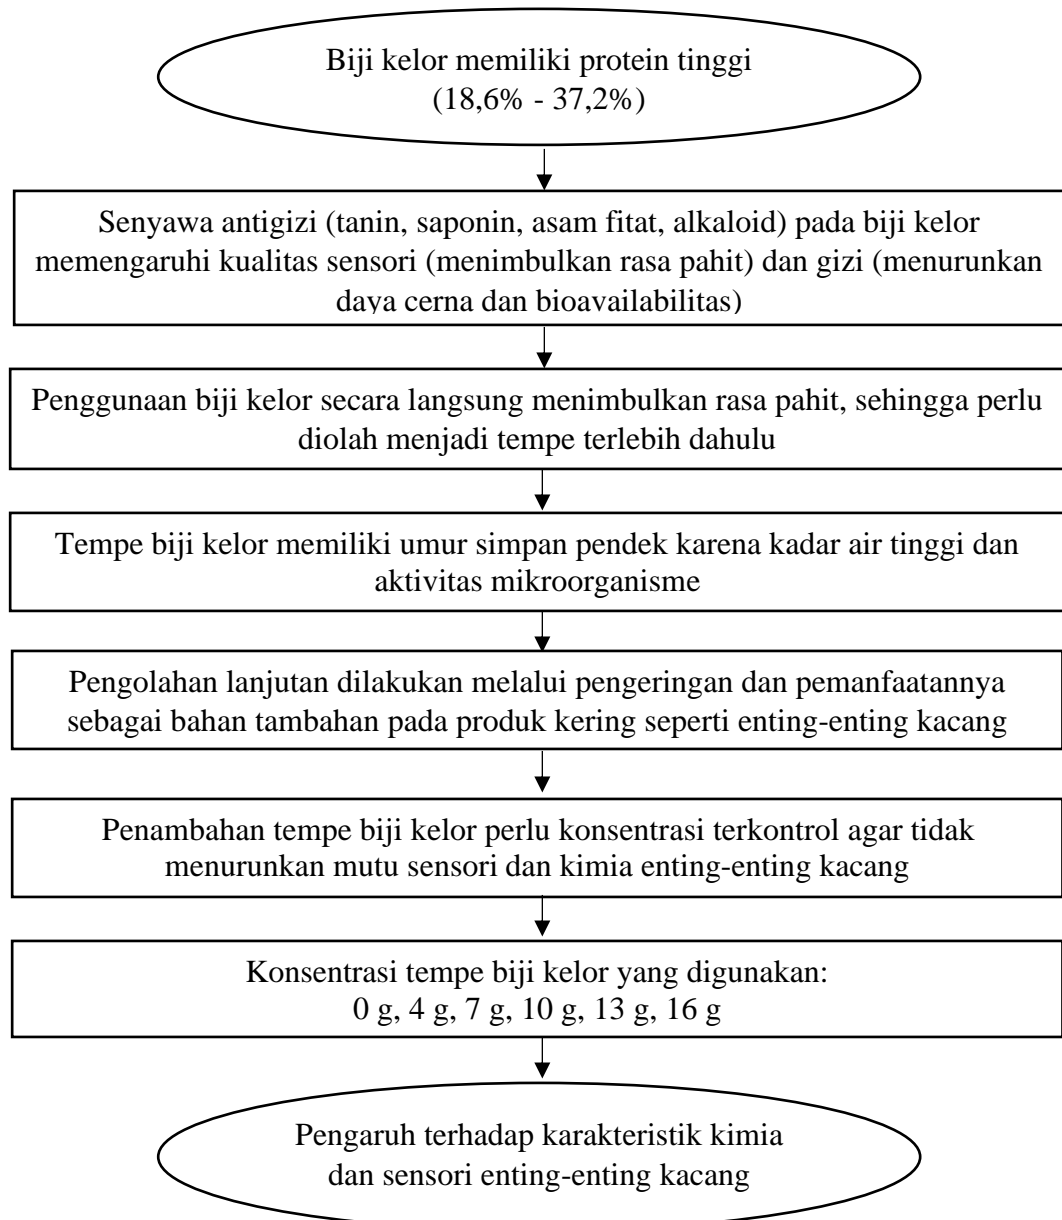 Biji kelor memiliki protein tinggi
(18,6% - 37,2%)
Senyawa antigizi (tanin, saponin, asam fitat, alkaloid) pada biji kelor
memengaruhi kualitas sensori (menimbulkan rasa pahit) dan gizi (menurunkan
daya cerna dan bioavailabilitas)
Penggunaan biji kelor secara langsung menimbulkan rasa pahit, sehingga perlu
diolah menjadi tempe terlebih dahulu
Tempe biji kelor memiliki umur simpan pendek karena kadar air tinggi dan
aktivitas mikroorganisme
Pengolahan lanjutan dilakukan melalui pengeringan dan pemanfaatannya
sebagai bahan tambahan pada produk kering seperti enting-enting kacang
Penambahan tempe biji kelor perlu konsentrasi terkontrol agar tidak
menurunkan mutu sensori dan kimia enting-enting kacang
Konsentrasi tempe biji kelor yang digunakan:
0 g, 4 g, 7 g, 10 g, 13 g, 16 g
Pengaruh terhadap karakteristik kimia
dan sensori enting-enting kacang